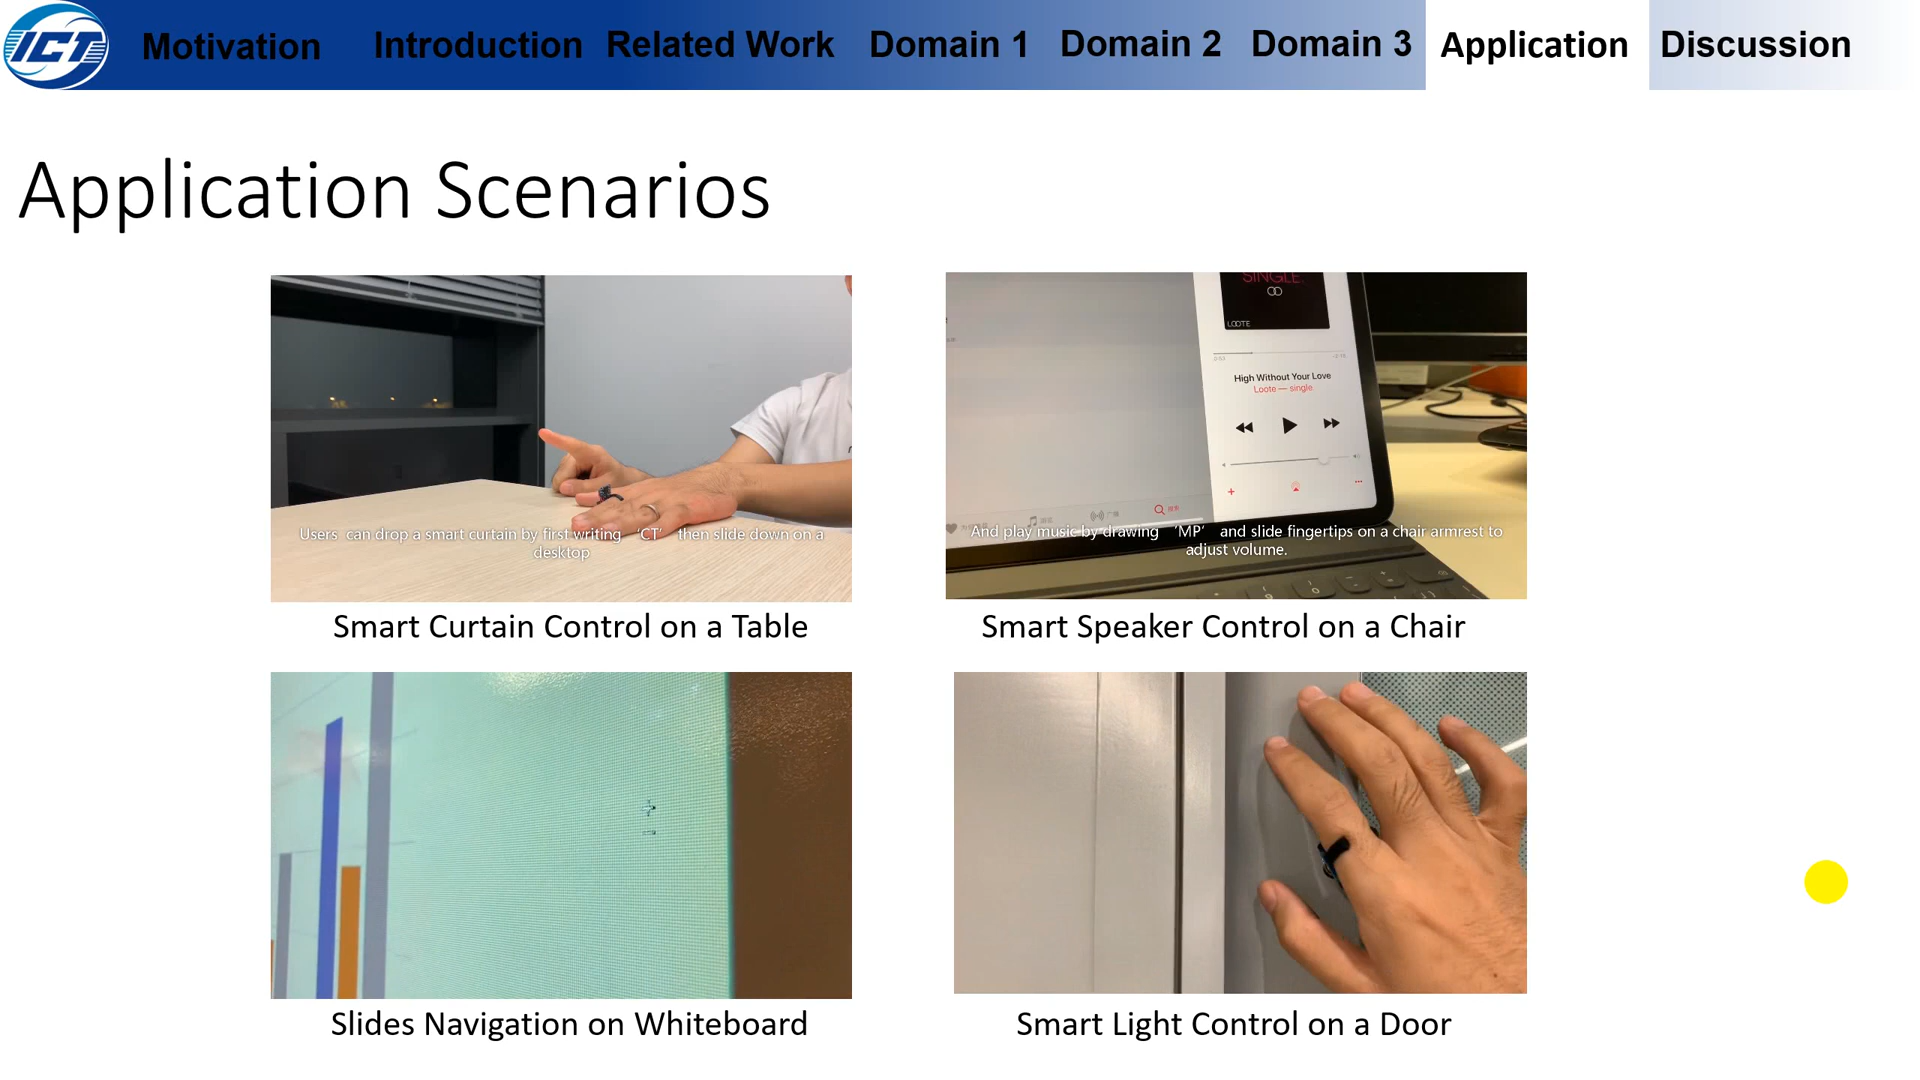 ICT
Motivation Introduction Related Work Domain 1 Domain 2 Domain 3 Application Discussion
Application Scenarios
Users can drop a smart curtain by first writing ‘CT’ then slide down on a
desktop
SINGLE
LOOTE
High Without Your Love
Loote — single
And play music by drawing ‘MP’ and slide fingertips on a chair armrest to
adjust volume.
Smart Curtain Control on a Table
Smart Speaker Control on a Chair
Slides Navigation on Whiteboard
Smart Light Control on a Door